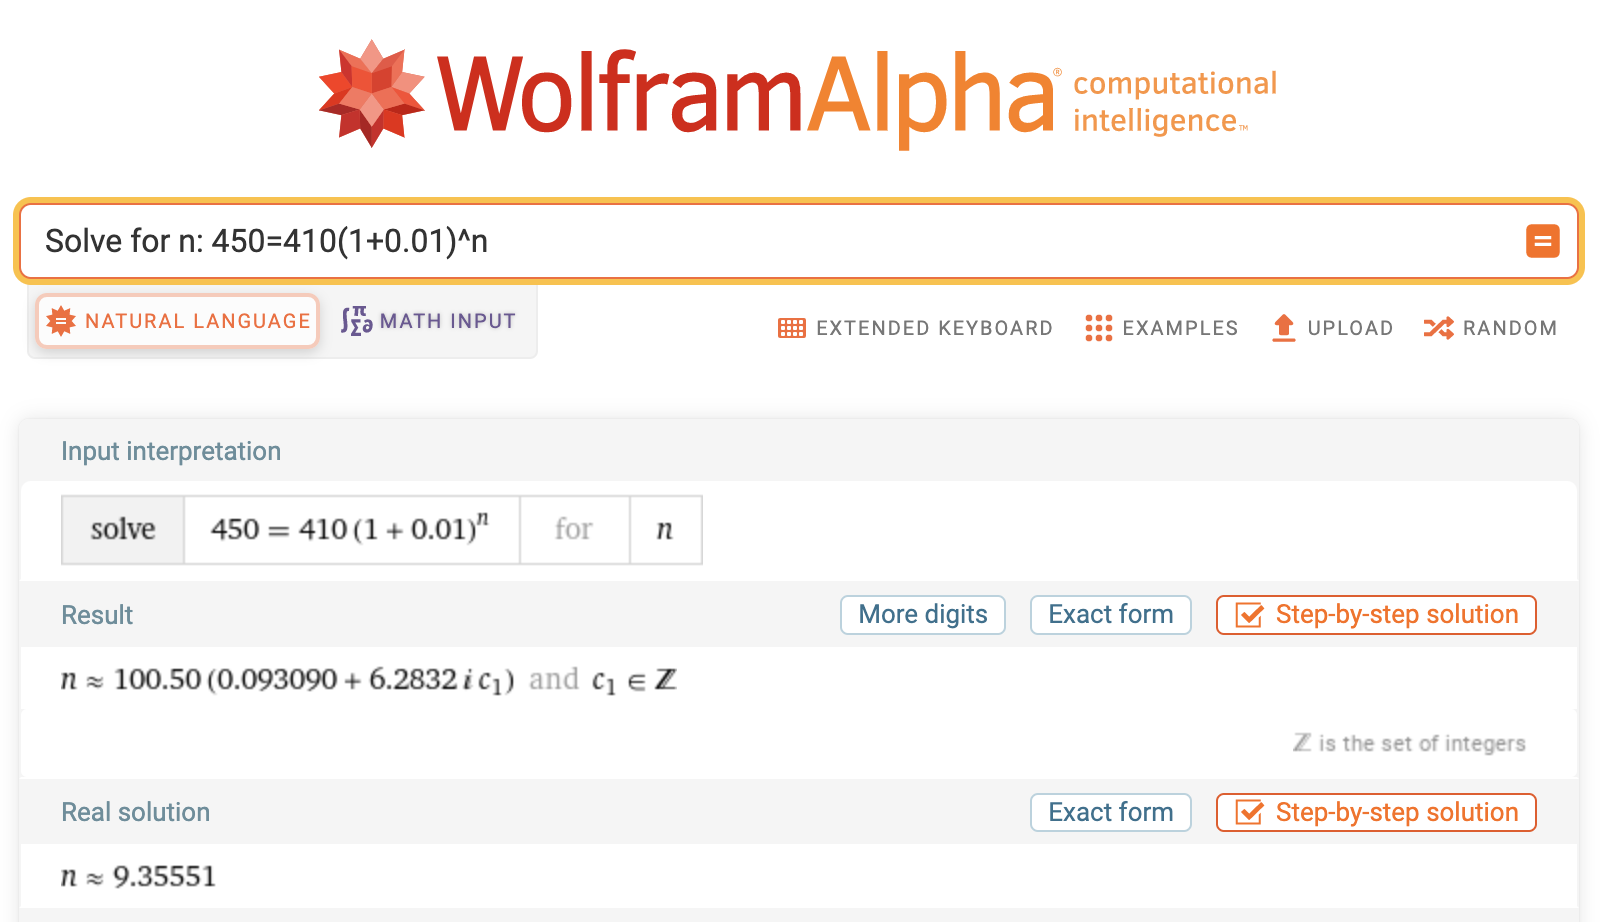 WolframAlpha® computational
intelligence™
Solve for n: 450=410(1+0.01)^n
=
NATURAL LANGUAGE
∫π∑∂ MATH INPUT
EXTENDED KEYBOARD
EXAMPLES
UPLOAD
RANDOM
Input interpretation
solve 450 = 410 (1 + 0.01)^n for n
Result
More digits
Exact form
Step-by-step solution
n ≈ 100.50 (0.093090 + 6.2832 i c₁) and c₁ ∈ ℤ
ℤ is the set of integers
Real solution
Exact form
Step-by-step solution
n ≈ 9.35551